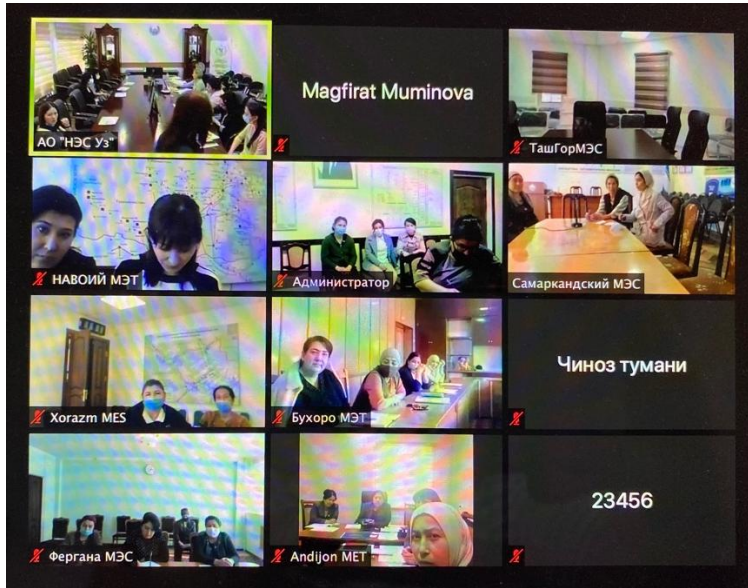 АО "НЭС Уз"
Magfirat Muminova
ТашГорМЭС
НАВОИЙ МЭТ
Администратор
Самаркандский МЭС
Xorazm MES
Бухоро МЭТ
Чиноз тумани
Фергана МЭС
Andijon MET
23456